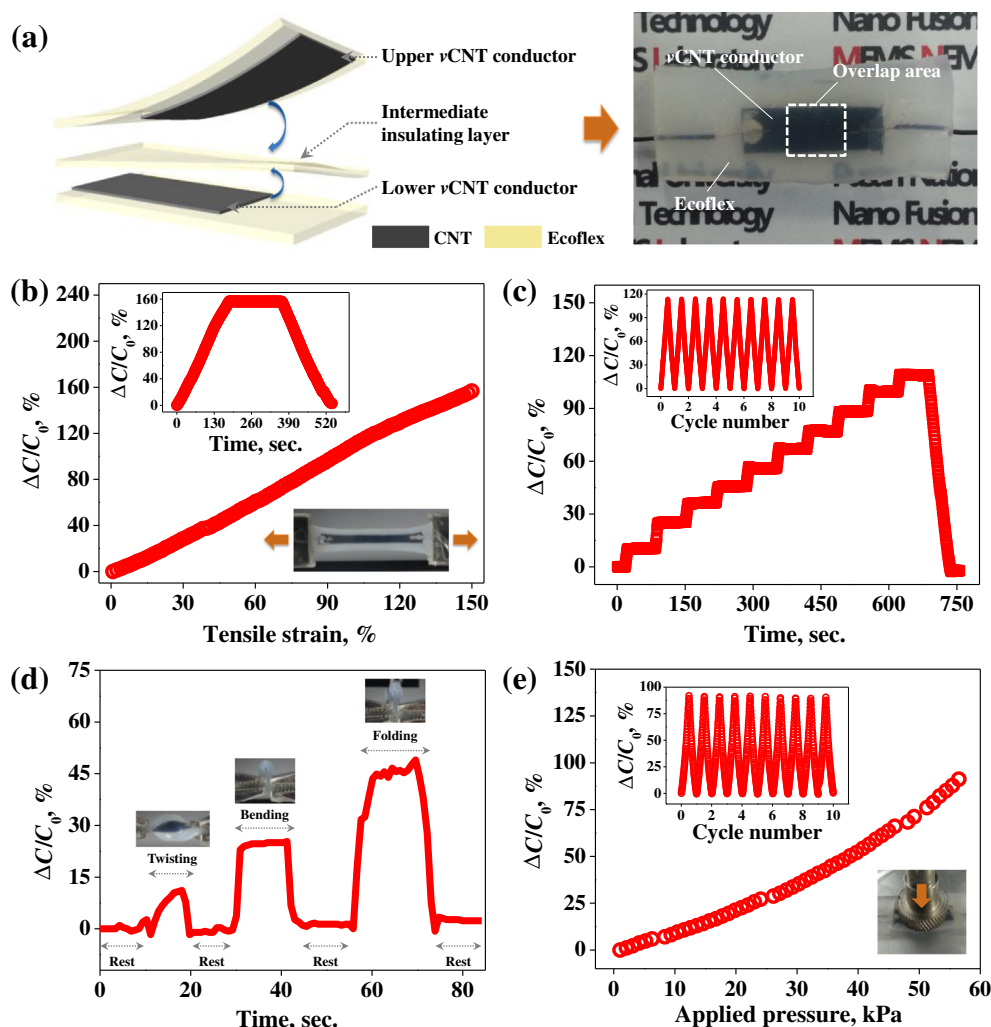 (a)
Upper vCNT conductor
Intermediate
insulating layer
Lower vCNT conductor
CNT
Ecoflex
Technology
Nano Fusion
MEMS NEM
vCNT conductor
Overlap area
Ecoflex
Technology
Nano Fusion
(b)
ΔC/C0, %
240
200
160
120
80
40
0
0
30
60
90
120
150
Tensile strain, %
ΔC/C0, %
160
120
80
40
0
0
130
260
390
520
Time, sec.
(c)
ΔC/C0, %
150
120
90
60
30
0
0
150
300
450
600
750
Time, sec.
ΔC/C0, %
120
90
60
30
0
0
2
4
6
8
10
Cycle number
(d)
ΔC/C0, %
75
60
45
30
15
0
Twisting
Bending
Folding
Rest
Rest
Rest
Rest
0
20
40
60
80
Time, sec.
(e)
ΔC/C0, %
150
125
100
75
50
25
0
0
10
20
30
40
50
60
Applied pressure, kPa
ΔC/C0, %
100
75
50
25
0
0
2
4
6
8
10
Cycle number